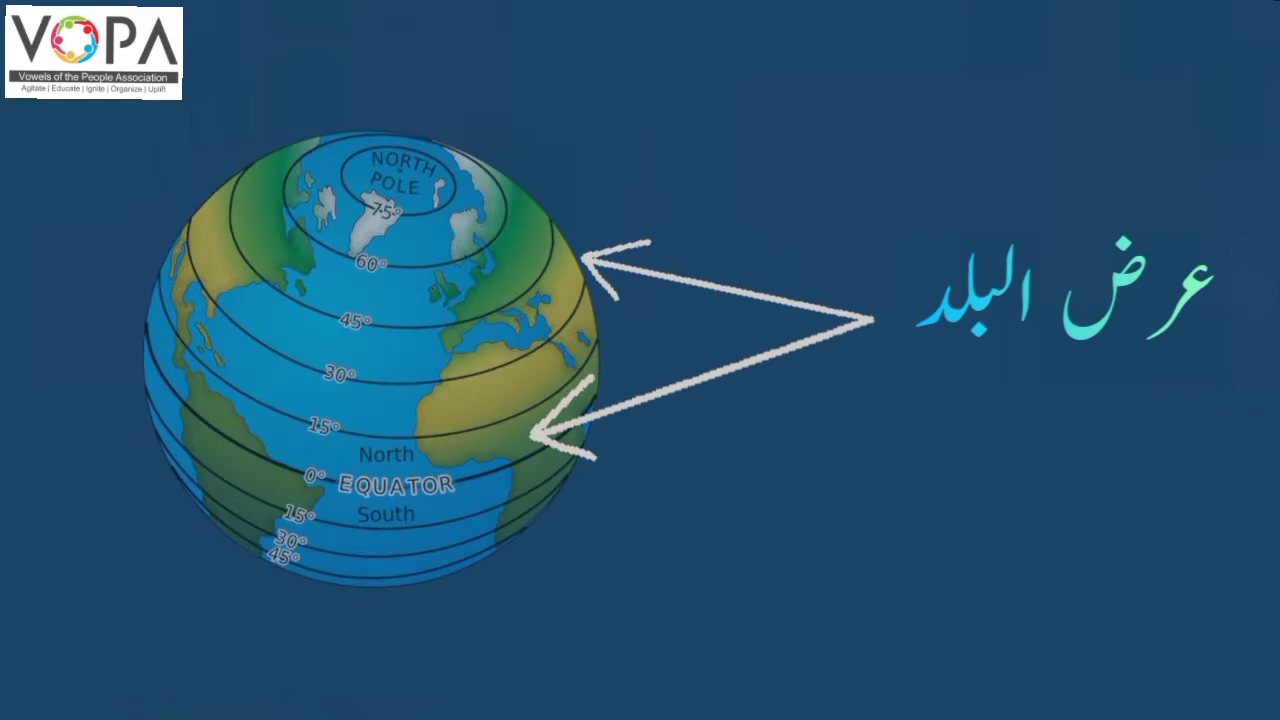 VOPA
Vowels of the People Association
Agitate | Educate | Ignite | Organize | Uplift
NORTH
POLE
75°
60°
45°
30°
15°
North
0° EQUATOR
South
15°
30°
45°
عرض البلد